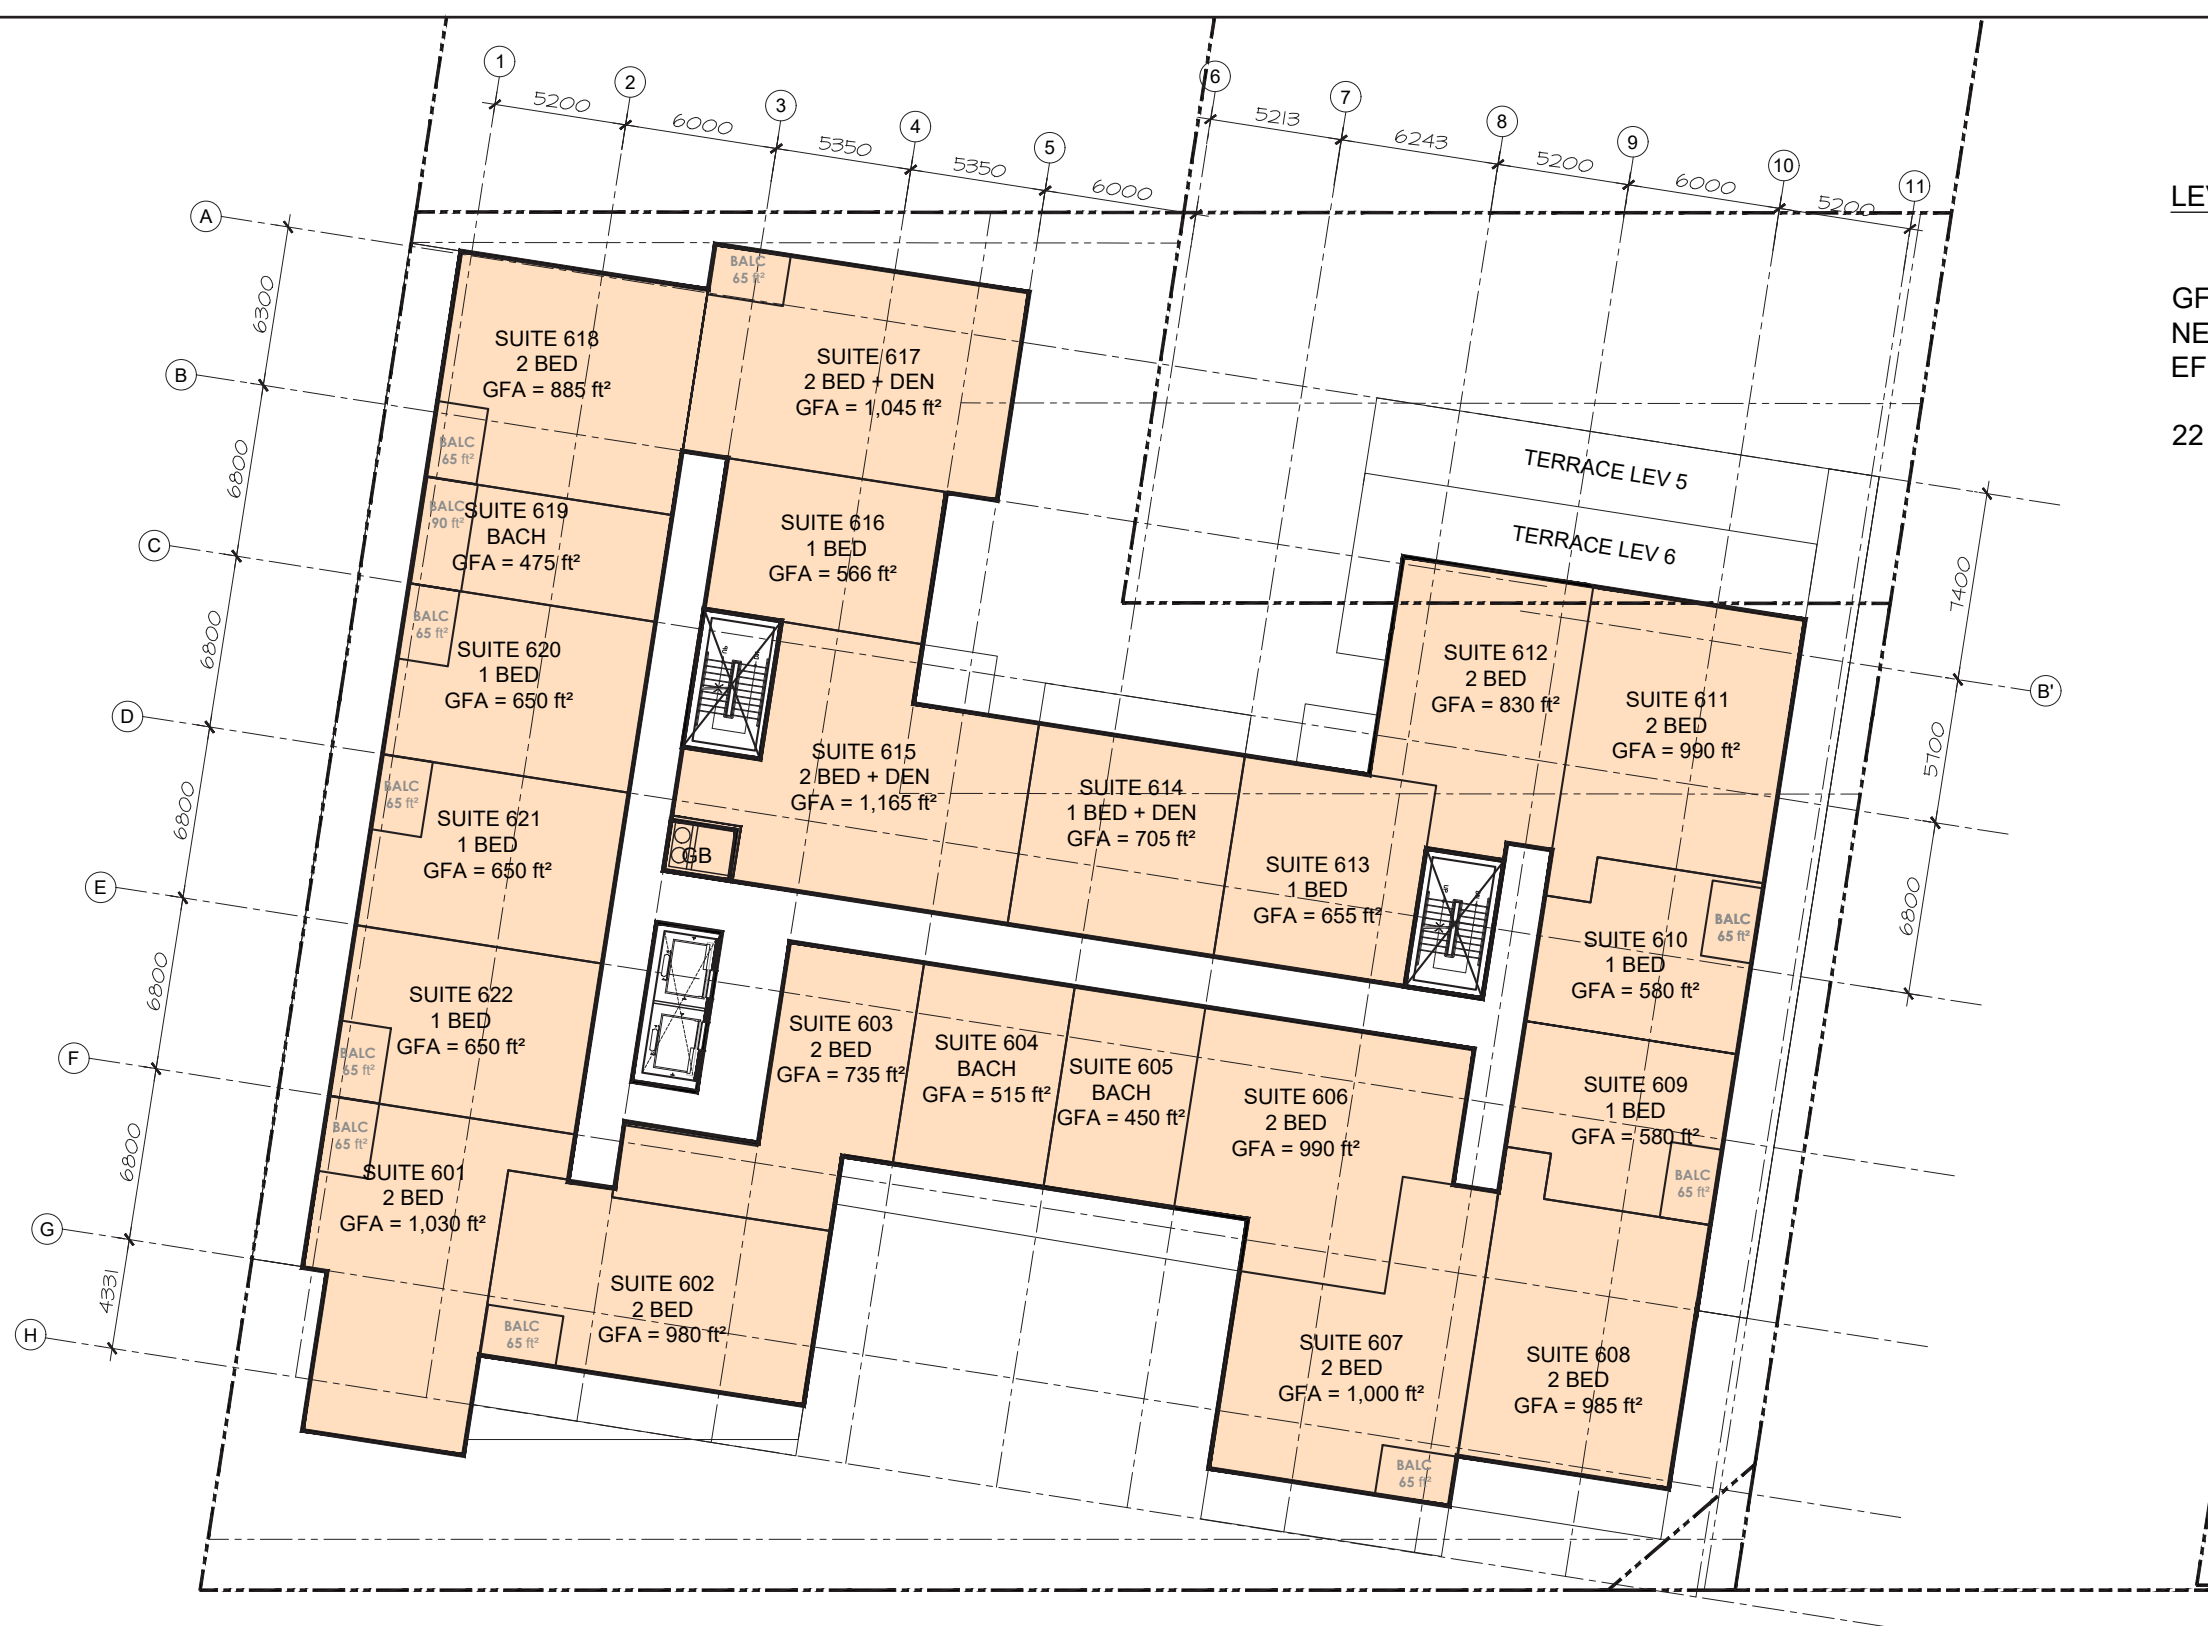 1
2
3
4
5
6
7
8
9
10
11
5200
6000
5350
5350
6000
5213
6243
5200
6000
5200
A
B
C
D
E
F
G
H
B'
6300
6800
6800
6800
6800
6800
4331
7400
5700
6800
GF
NE
EF
22
TERRACE LEV 5
TERRACE LEV 6
SUITE 618
2 BED
GFA = 885 ft²
BALC
65 ft²
BALC
65 ft²
SUITE 617
2 BED + DEN
GFA = 1,045 ft²
BALC
90 ft²
SUITE 619
BACH
GFA = 475 ft²
SUITE 616
1 BED
GFA = 566 ft²
BALC
65 ft²
SUITE 620
1 BED
GFA = 650 ft²
SUITE 612
2 BED
GFA = 830 ft²
SUITE 611
2 BED
GFA = 990 ft²
SUITE 615
2 BED + DEN
GFA = 1,165 ft²
SUITE 614
1 BED + DEN
GFA = 705 ft²
BALC
65 ft²
SUITE 621
1 BED
GFA = 650 ft²
GB
SUITE 613
1 BED
GFA = 655 ft²
BALC
65 ft²
SUITE 610
1 BED
GFA = 580 ft²
SUITE 622
1 BED
GFA = 650 ft²
BALC
65 ft²
SUITE 603
2 BED
GFA = 735 ft²
SUITE 604
BACH
GFA = 515 ft²
SUITE 605
BACH
GFA = 450 ft²
SUITE 606
2 BED
GFA = 990 ft²
SUITE 609
1 BED
GFA = 580 ft²
BALC
65 ft²
BALC
65 ft²
SUITE 601
2 BED
GFA = 1,030 ft²
SUITE 602
2 BED
GFA = 980 ft²
BALC
65 ft²
SUITE 607
2 BED
GFA = 1,000 ft²
SUITE 608
2 BED
GFA = 985 ft²
BALC
65 ft²